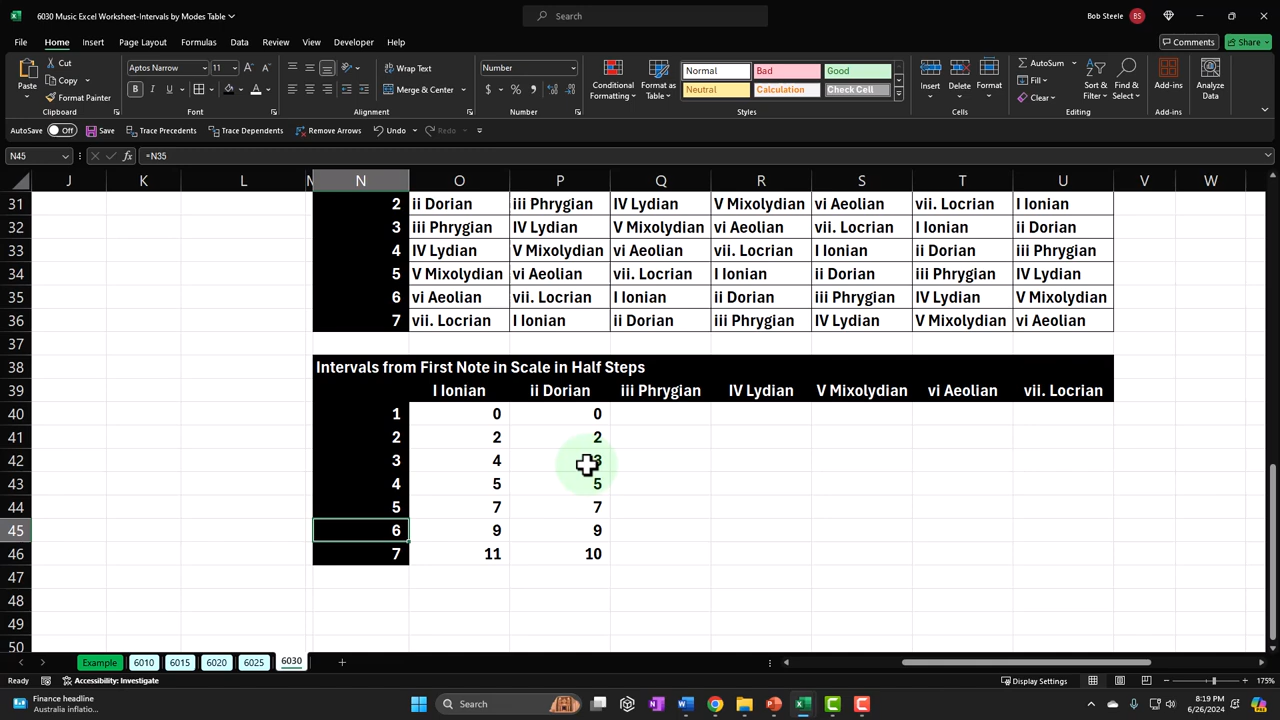 6030 Music Excel Worksheet-Intervals by Modes Table
Search
Bob Steele BS
File Home Insert Page Layout Formulas Data Review View Developer Help
Comments Share
Paste Cut Copy Format Painter
Aptos Narrow 11
Wrap Text
Merge & Center
Number
Conditional Formatting Format as Table
Normal Bad Good
Neutral Calculation Check Cell
Insert Delete Format
AutoSum Fill Clear
Sort & Filter Find & Select
Add-ins Analyze Data
Clipboard Font Alignment Number Styles Cells Editing Add-ins
AutoSave Off Save Trace Precedents Trace Dependents Remove Arrows Undo Redo
N45 =N35
J K L N O P Q R S T U V W
31 2 ii Dorian iii Phrygian IV Lydian V Mixolydian vi Aeolian vii. Locrian I Ionian
32 3 iii Phrygian IV Lydian V Mixolydian vi Aeolian vii. Locrian I Ionian ii Dorian
33 4 IV Lydian V Mixolydian vi Aeolian vii. Locrian I Ionian ii Dorian iii Phrygian
34 5 V Mixolydian vi Aeolian vii. Locrian I Ionian ii Dorian iii Phrygian IV Lydian
35 6 vi Aeolian vii. Locrian I Ionian ii Dorian iii Phrygian IV Lydian V Mixolydian
36 7 vii. Locrian I Ionian ii Dorian iii Phrygian IV Lydian V Mixolydian vi Aeolian
37
38 Intervals from First Note in Scale in Half Steps
39 I Ionian ii Dorian iii Phrygian IV Lydian V Mixolydian vi Aeolian vii. Locrian
40 1 0 0
41 2 2 2
42 3 4 3
43 4 5 5
44 5 7 7
45 6 9 9
46 7 11 10
47
48
49
50
Example 6010 6015 6020 6025 6030
Ready Accessibility: Investigate Display Settings 175%
Finance headline
Australia inflatio...
Search
8:19 PM
6/26/2024